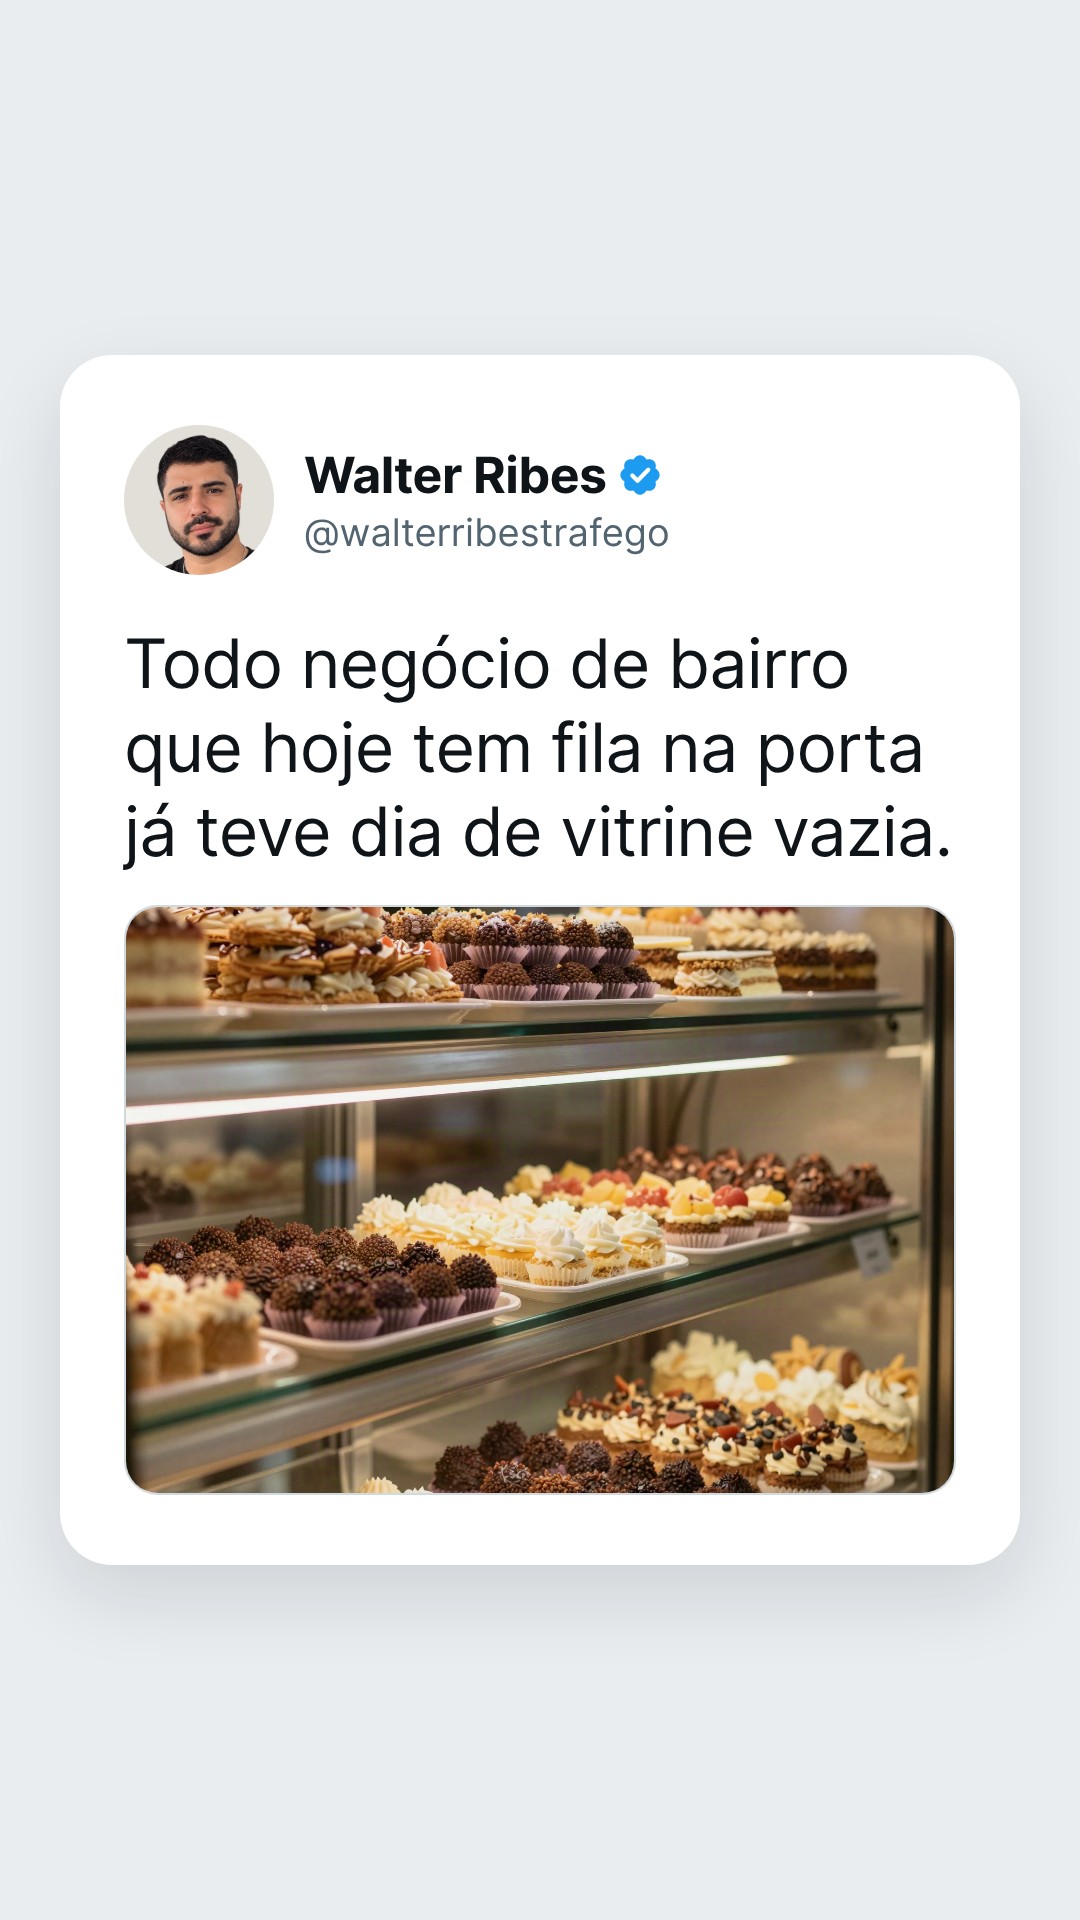 Walter Ribes
@walterribestrafego
Todo negócio de bairro
que hoje tem fila na porta
já teve dia de vitrine vazia.